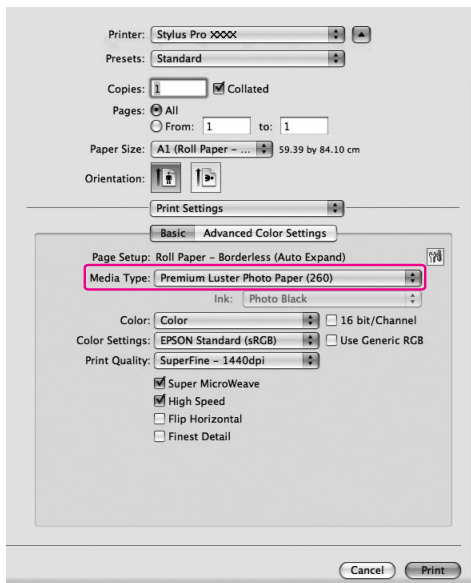 Printer: Stylus Pro XXXX
Presets: Standard
Copies: 1 Collated
Pages: All
From: 1 to: 1
Paper Size: A1 (Roll Paper – ... 59.39 by 84.10 cm
Orientation:
Print Settings
Basic Advanced Color Settings
Page Setup: Roll Paper – Borderless (Auto Expand)
Media Type: Premium Luster Photo Paper (260)
Ink: Photo Black
Color: Color 16 bit/Channel
Color Settings: EPSON Standard (sRGB) Use Generic RGB
Print Quality: SuperFine – 1440dpi
Super MicroWeave
High Speed
Flip Horizontal
Finest Detail
Cancel Print